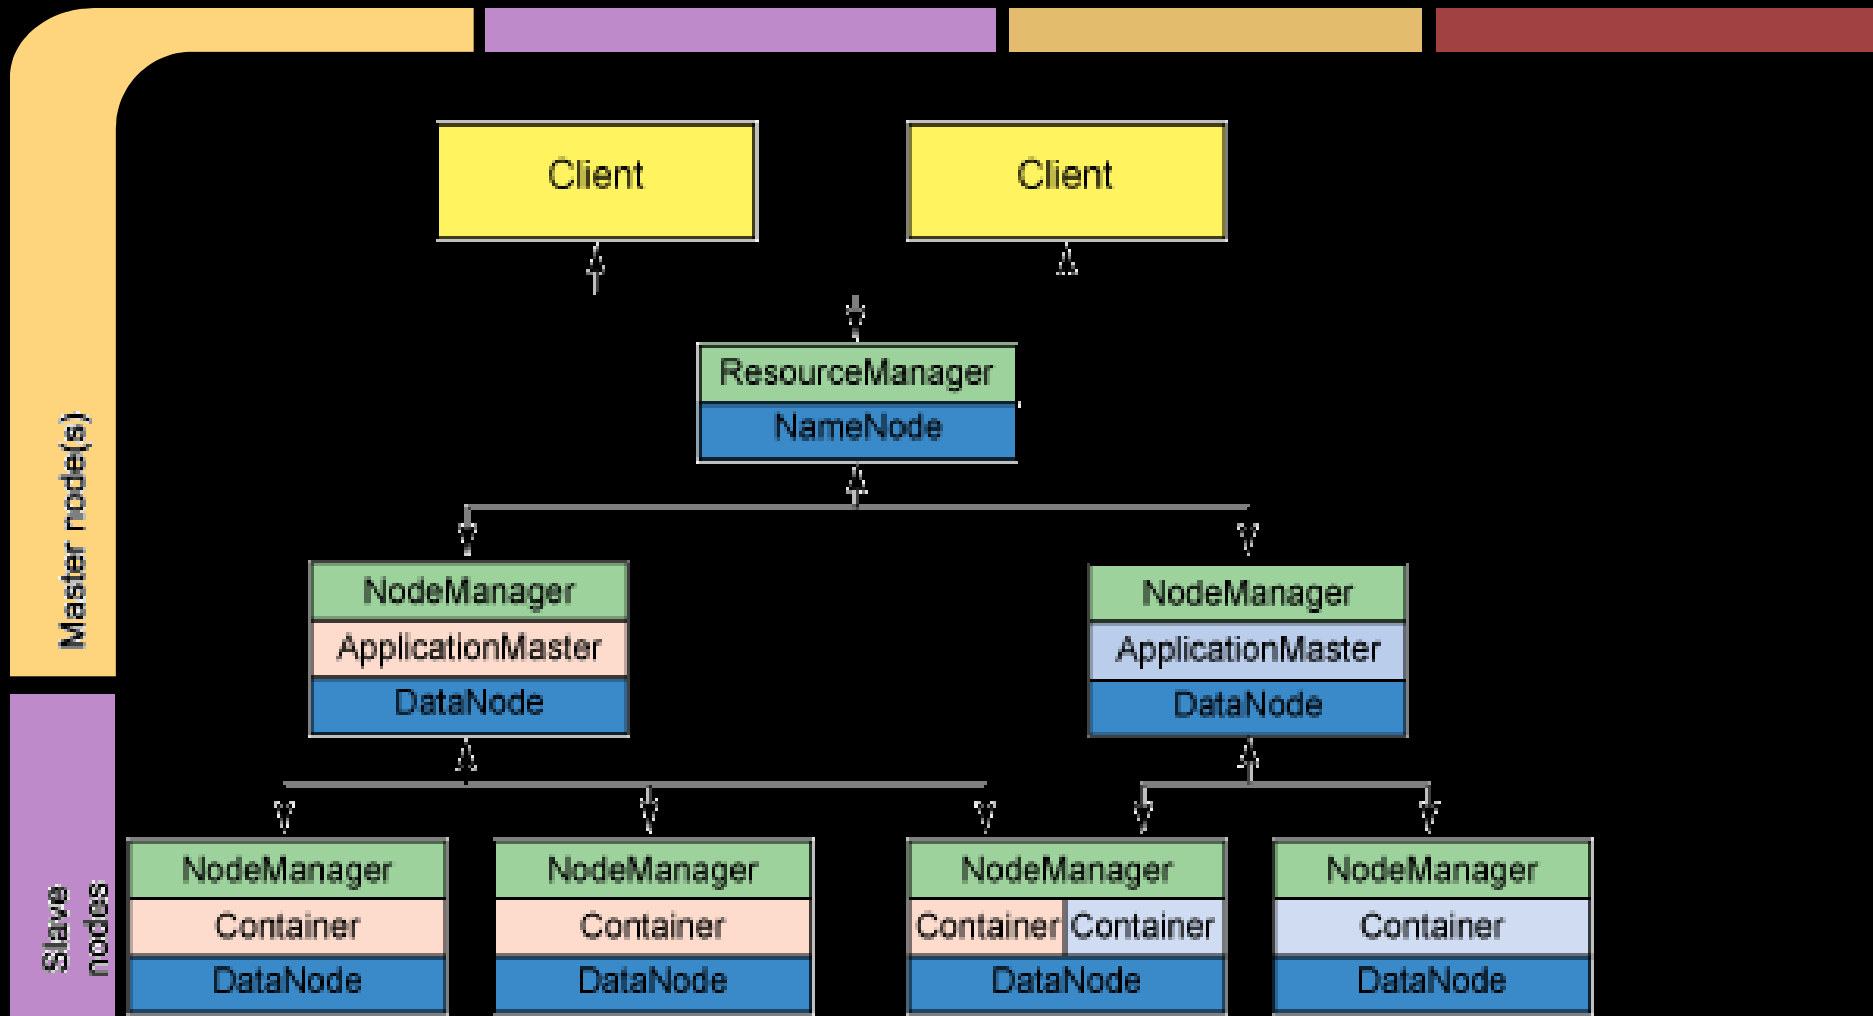 Client
Client
ResourceManager
NameNode
Master node(s)
NodeManager
ApplicationMaster
DataNode
NodeManager
ApplicationMaster
DataNode
Slave
nodes
NodeManager
Container
DataNode
NodeManager
Container
DataNode
NodeManager
Container Container
DataNode
NodeManager
Container
DataNode